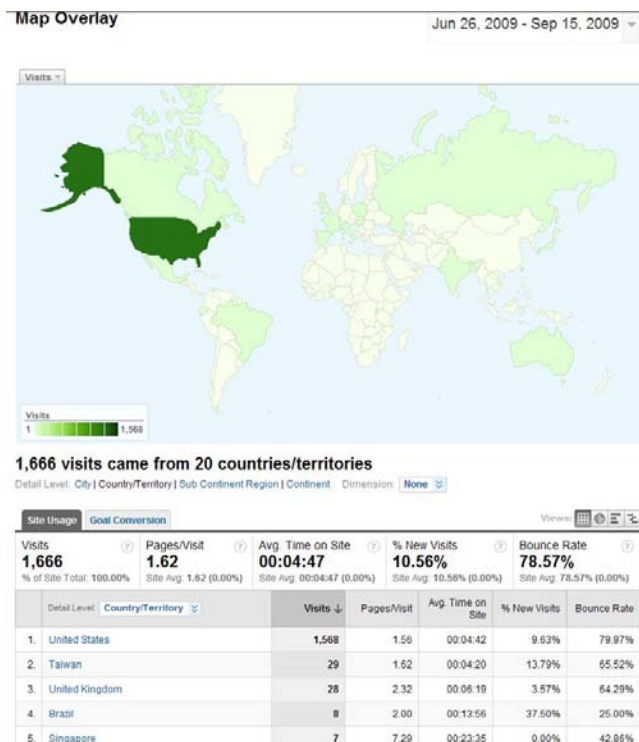 Map Overlay
Jun 26, 2009 - Sep 15, 2009
Visits
Visits
1 1,568
1,666 visits came from 20 countries/territories
Detail Level: City | Country/Territory | Sub Continent Region | Continent Dimension: None
Site Usage Goal Conversion Views:
Visits Pages/Visit Avg. Time on Site % New Visits Bounce Rate
1,666 1.62 00:04:47 10.56% 78.57%
% of Site Total: 100.00% Site Avg: 1.62 (0.00%) Site Avg: 00:04:47 (0.00%) Site Avg: 10.56% (0.00%) Site Avg: 78.57% (0.00%)
Detail Level: Country/Territory Visits ↓ Pages/Visit Avg. Time on Site % New Visits Bounce Rate
1. United States 1,568 1.56 00:04:42 9.63% 79.97%
2. Taiwan 29 1.62 00:04:20 13.79% 65.52%
3. United Kingdom 28 2.32 00:06:19 3.57% 64.29%
4. Brazil 8 2.00 00:13:56 37.50% 25.00%
5. Singapore 7 7.29 00:23:35 0.00% 42.86%